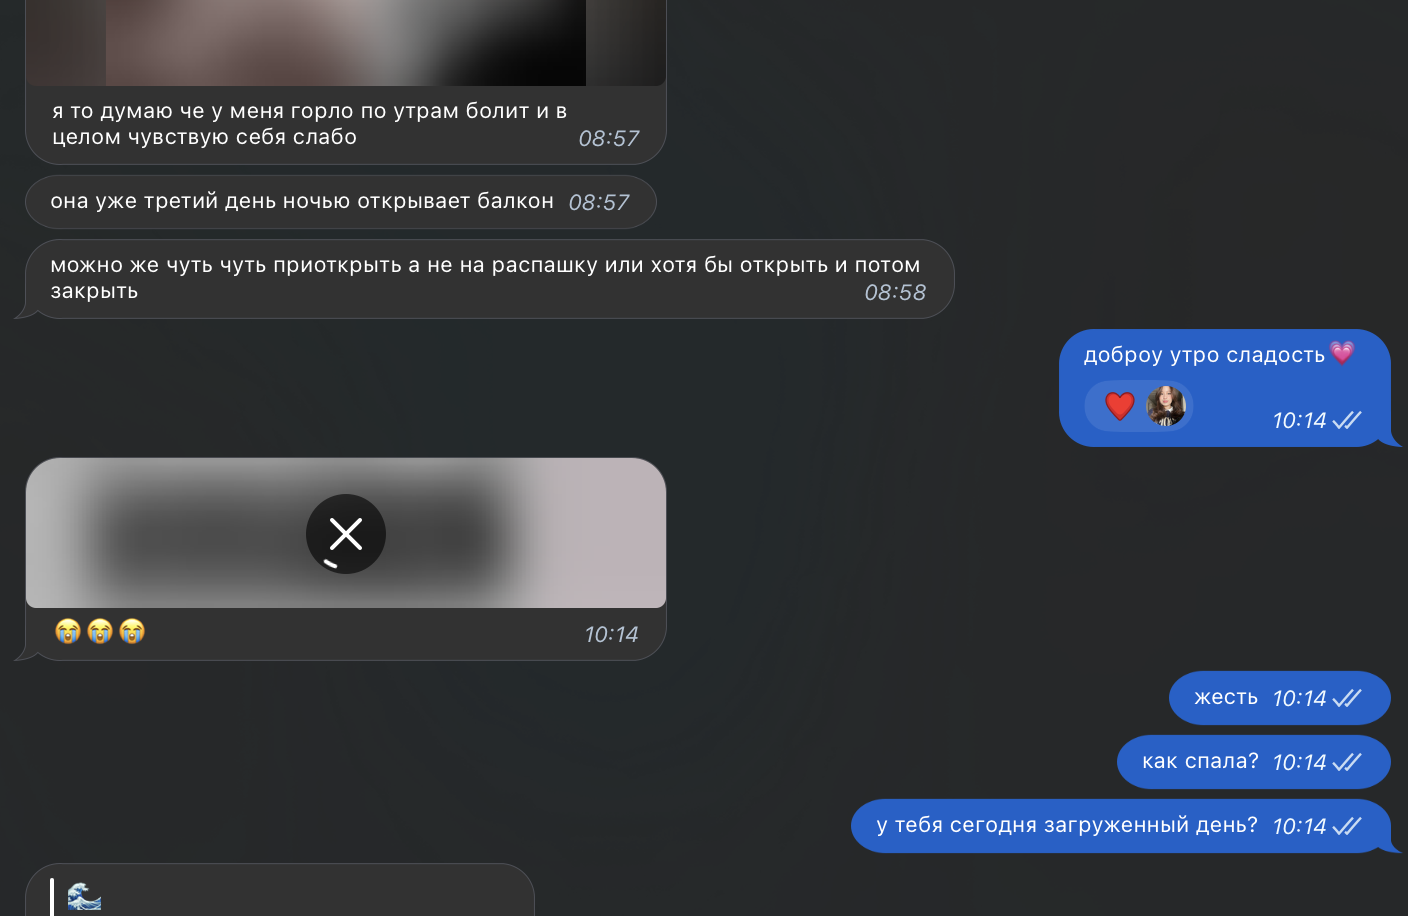 я то думаю че у меня горло по утрам болит и в
целом чувствую себя слабо
08:57
она уже третий день ночью открывает балкон 08:57
можно же чуть чуть приоткрыть а не на распашку или хотя бы открыть и потом
закрыть
08:58
доброу утро сладость💗
❤️
10:14
😭😭😭 10:14
жесть 10:14
как спала? 10:14
у тебя сегодня загруженный день? 10:14
🌊